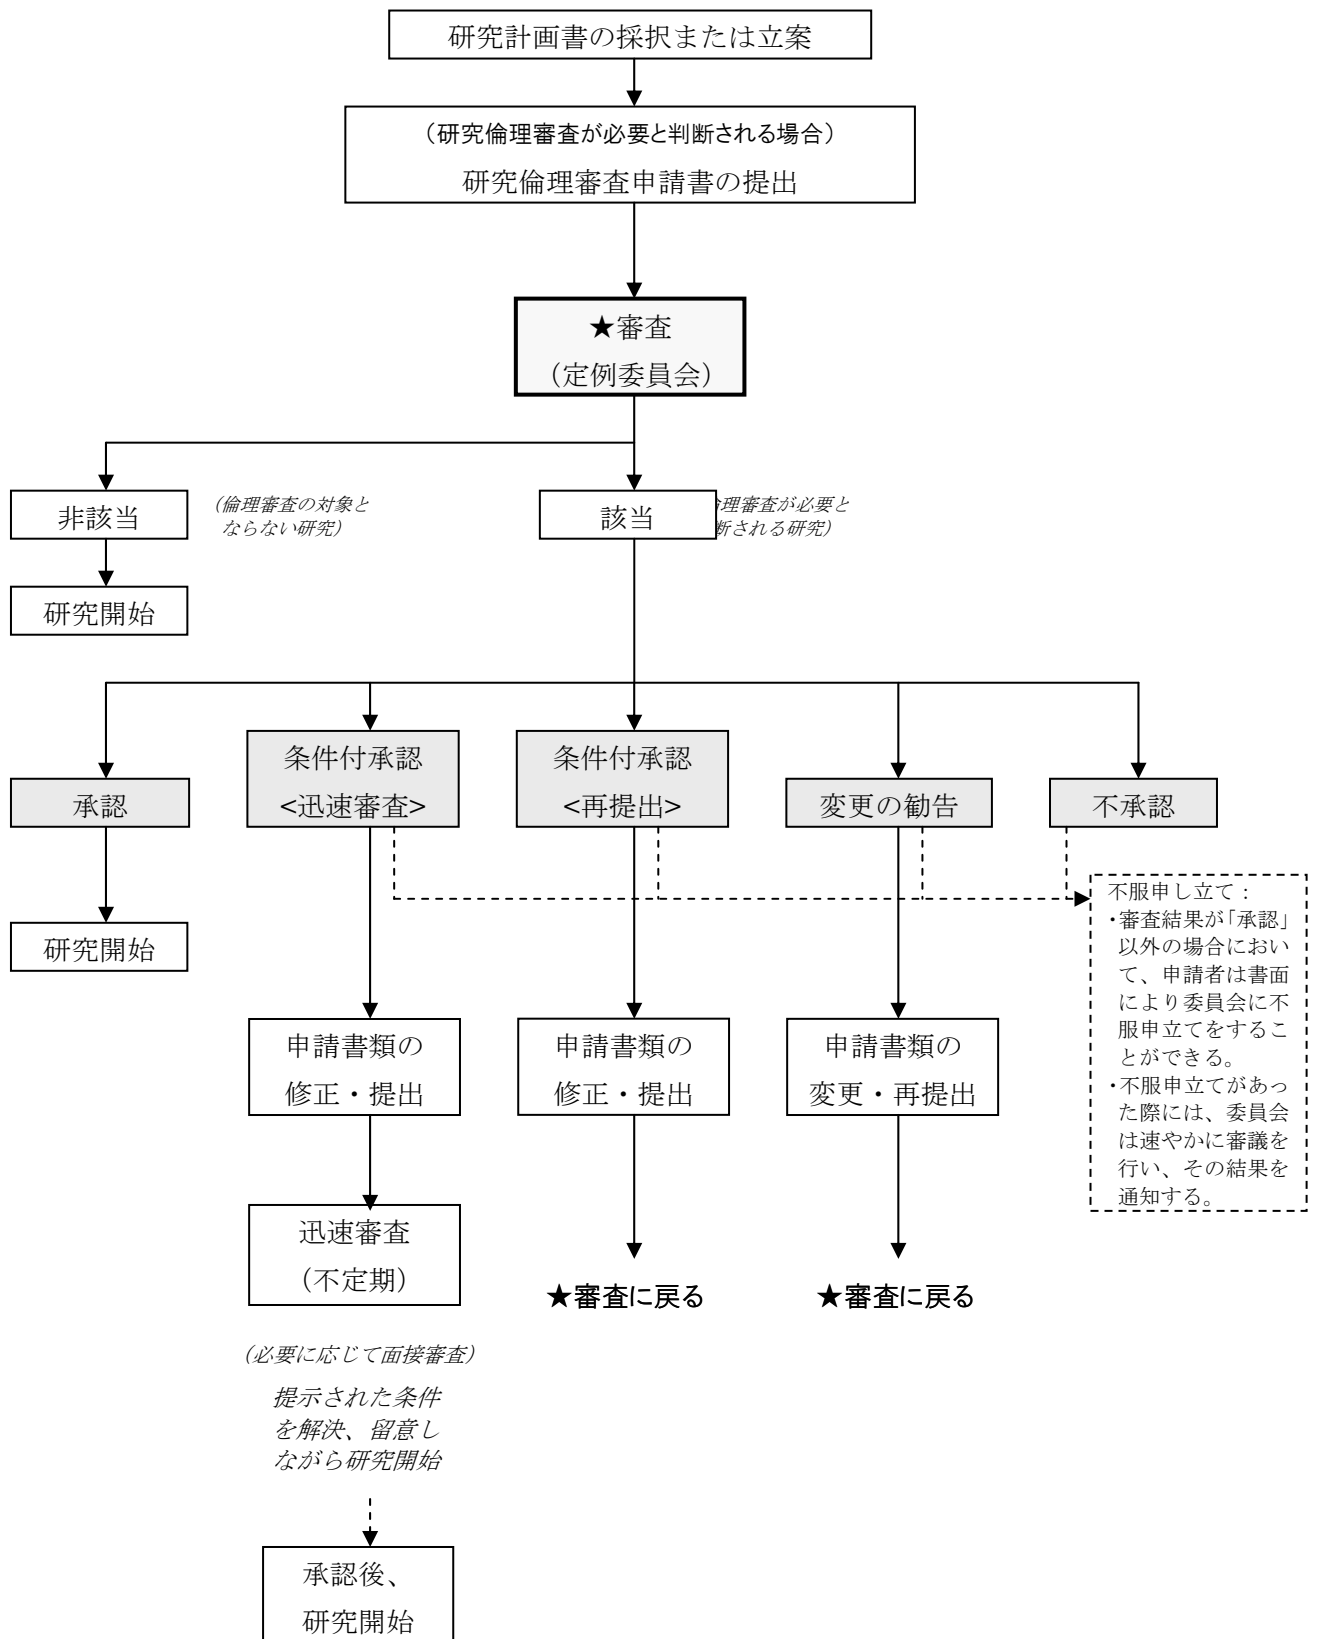 研究計画書の採択または立案
（研究倫理審査が必要と判断される場合）
研究倫理審査申請書の提出
★審査
（定例委員会）
非該当
（倫理審査の対象と
ならない研究）
該当
理審査が必要と
断される研究）
研究開始
承認
条件付承認
<迅速審査>
条件付承認
<再提出>
変更の勧告
不承認
研究開始
不服申し立て：
・審査結果が「承認」
以外の場合におい
て、申請者は書面
により委員会に不
服申立てをするこ
とができる。
・不服申立てがあっ
た際には、委員会
は速やかに審議を
行い、その結果を
通知する。
申請書類の
修正・提出
申請書類の
修正・提出
申請書類の
変更・再提出
迅速審査
（不定期）
★審査に戻る
★審査に戻る
（必要に応じて面接審査）
提示された条件
を解決、留意し
ながら研究開始
承認後、
研究開始